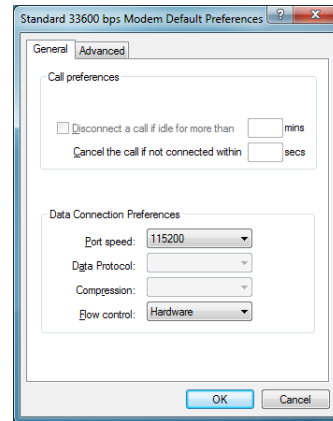 Standard 33600 bps Modem Default Preferences ? X
General Advanced
Call preferences
Disconnect a call if idle for more than mins
Cancel the call if not connected within secs
Data Connection Preferences
Port speed: 115200
Data Protocol:
Compression:
Flow control: Hardware
OK Cancel